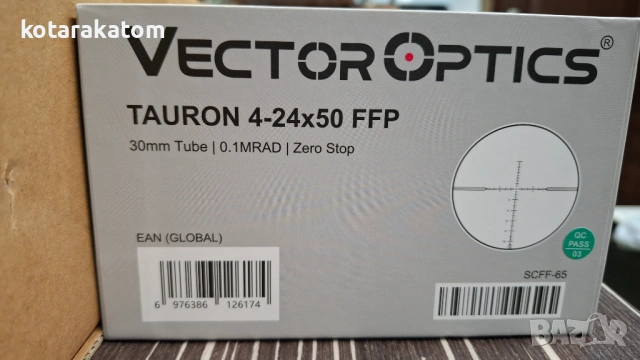 kotarakatom
VECTOR OPTICS®
TAURON 4-24x50 FFP
30mm Tube | 0.1MRAD | Zero Stop
EAN (GLOBAL)
6 976386 126174
QC
PASS
03
SCFF-65
BAZAR